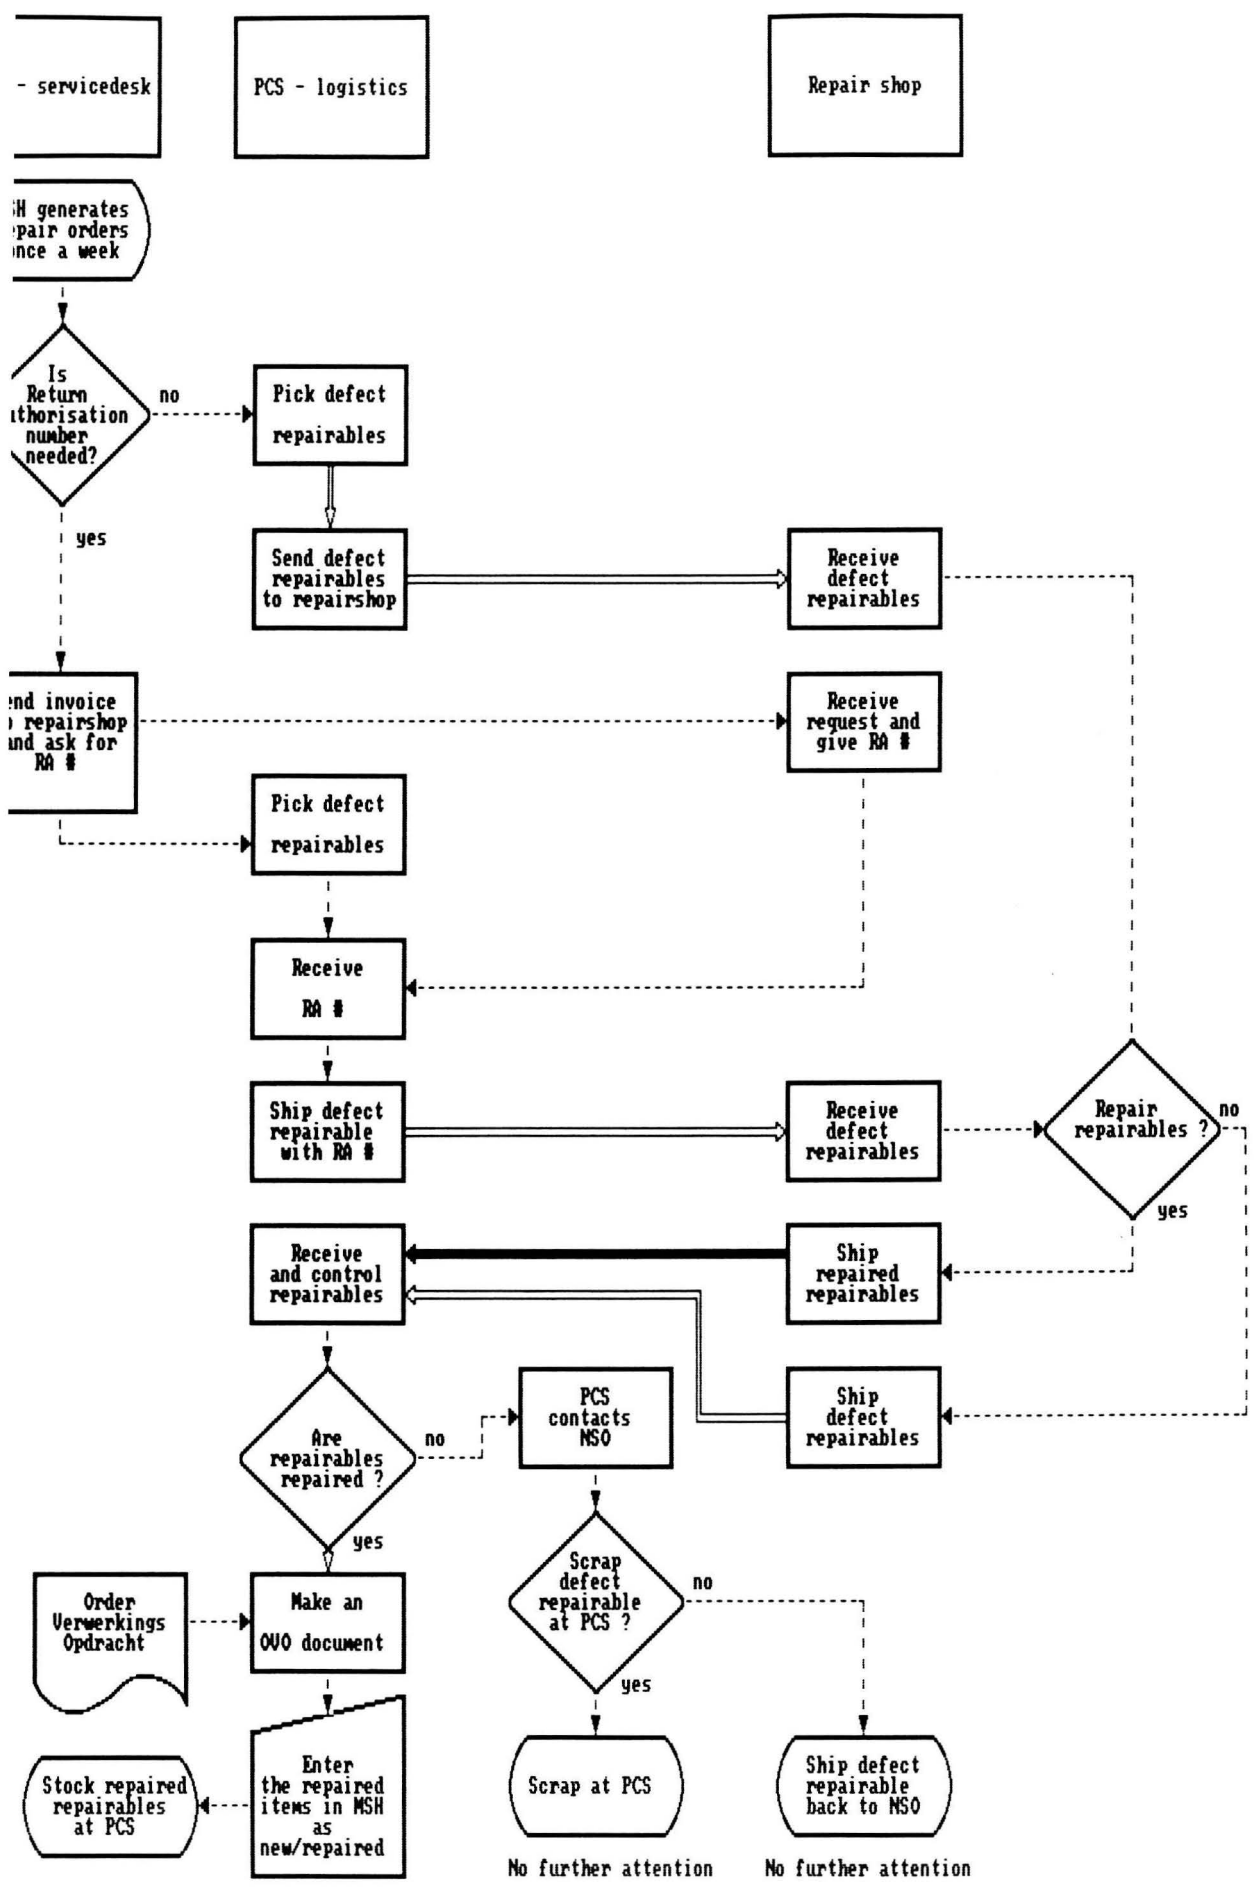 - servicedesk
PCS - logistics
Repair shop
generates
orders
once a week
Is
Return
number
needed?
no
yes
Pick defect
repairables
Send defect
repairables
to repairshop
Receive
defect
repairables
invoice
repairshop
ask for
RA #
Receive
request and
give RA #
Pick defect
repairables
Receive
RA #
Ship defect
repairable
with RA #
Receive
defect
repairables
Repair
repairables ?
no
yes
Receive
and control
repairables
Ship
repaired
repairables
Are
repairables
repaired ?
no
yes
PCS
contacts
NSO
Ship
defect
repairables
Order
Verwerkings
Opdracht
Make an
OVO document
Scrap
defect
repairable
at PCS ?
no
yes
Stock repaired
repairables
at PCS
Enter
the repaired
items in MSH
as
new/repaired
Scrap at PCS
Ship defect
repairable
back to NSO
No further attention
No further attention